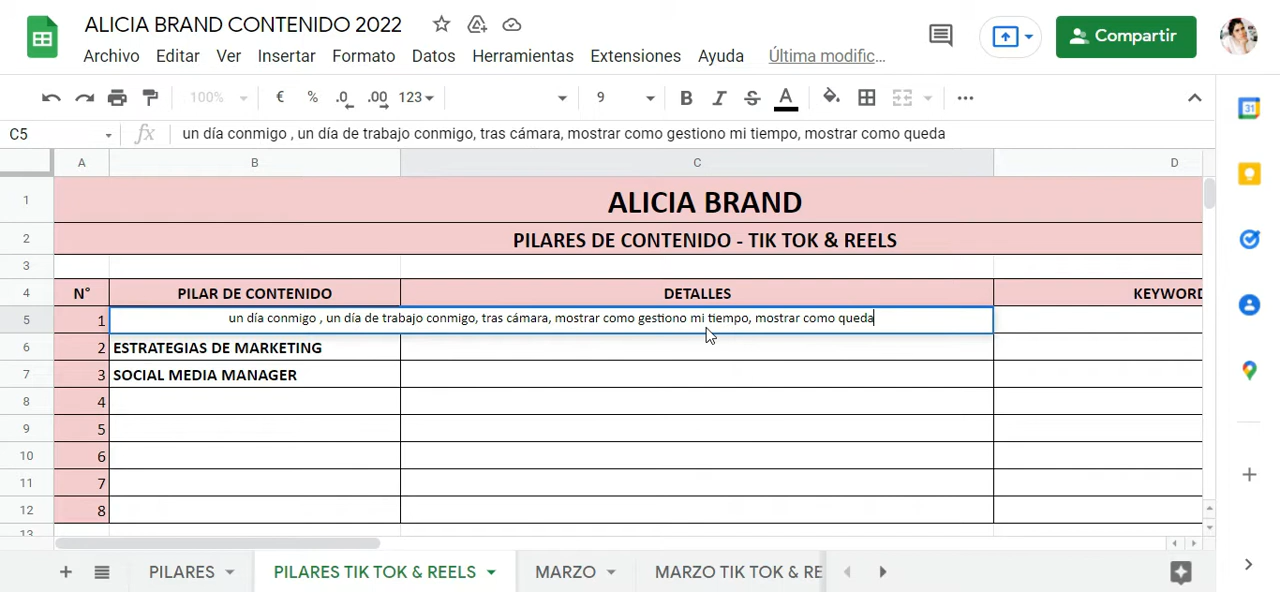 ALICIA BRAND CONTENIDO 2022
Archivo Editar Ver Insertar Formato Datos Herramientas Extensiones Ayuda Última modific...
Compartir
100% € % .0 .00 123 9 B I S A
C5 fx un día conmigo , un día de trabajo conmigo, tras cámara, mostrar como gestiono mi tiempo, mostrar como queda
A B C D
1 ALICIA BRAND
2 PILARES DE CONTENIDO - TIK TOK & REELS
3
4 N° PILAR DE CONTENIDO DETALLES KEYWORD
5 1 un día conmigo , un día de trabajo conmigo, tras cámara, mostrar como gestiono mi tiempo, mostrar como queda
6 2 ESTRATEGIAS DE MARKETING
7 3 SOCIAL MEDIA MANAGER
8 4
9 5
10 6
11 7
12 8
13
PILARES PILARES TIK TOK & REELS MARZO MARZO TIK TOK & RE
31